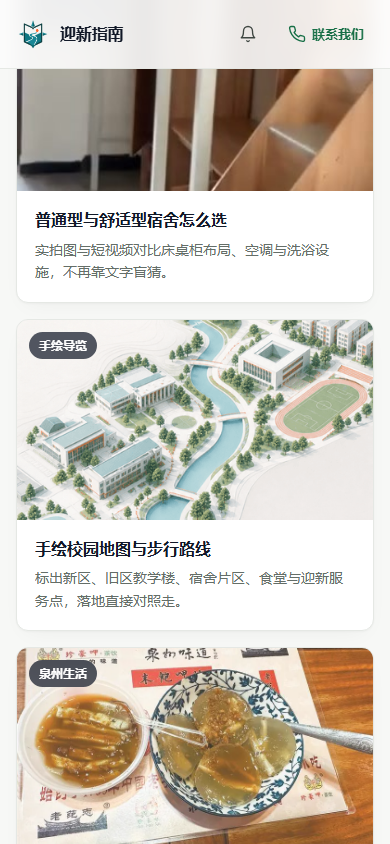 迎新指南
联系我们
普通型与舒适型宿舍怎么选
实拍图与短视频对比床桌柜布局、空调与洗浴设
施，不再靠文字盲猜。
手绘导览
手绘校园地图与步行路线
标出新区、旧区教学楼、宿舍片区、食堂与迎新服
务点，落地直接对照走。
泉州生活
泉州味道